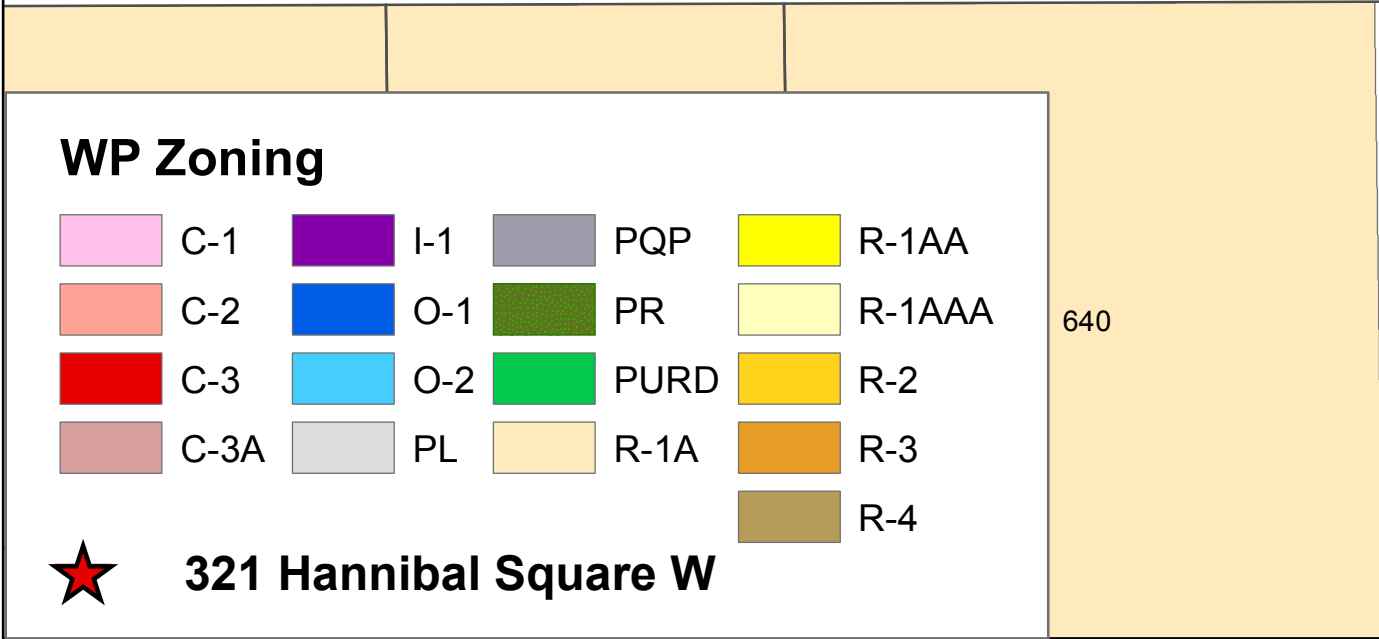 WP Zoning
C-1 I-1 PQP R-1AA
C-2 O-1 PR R-1AAA
640
C-3 O-2 PURD R-2
C-3A PL R-1A R-3
R-4
321 Hannibal Square W